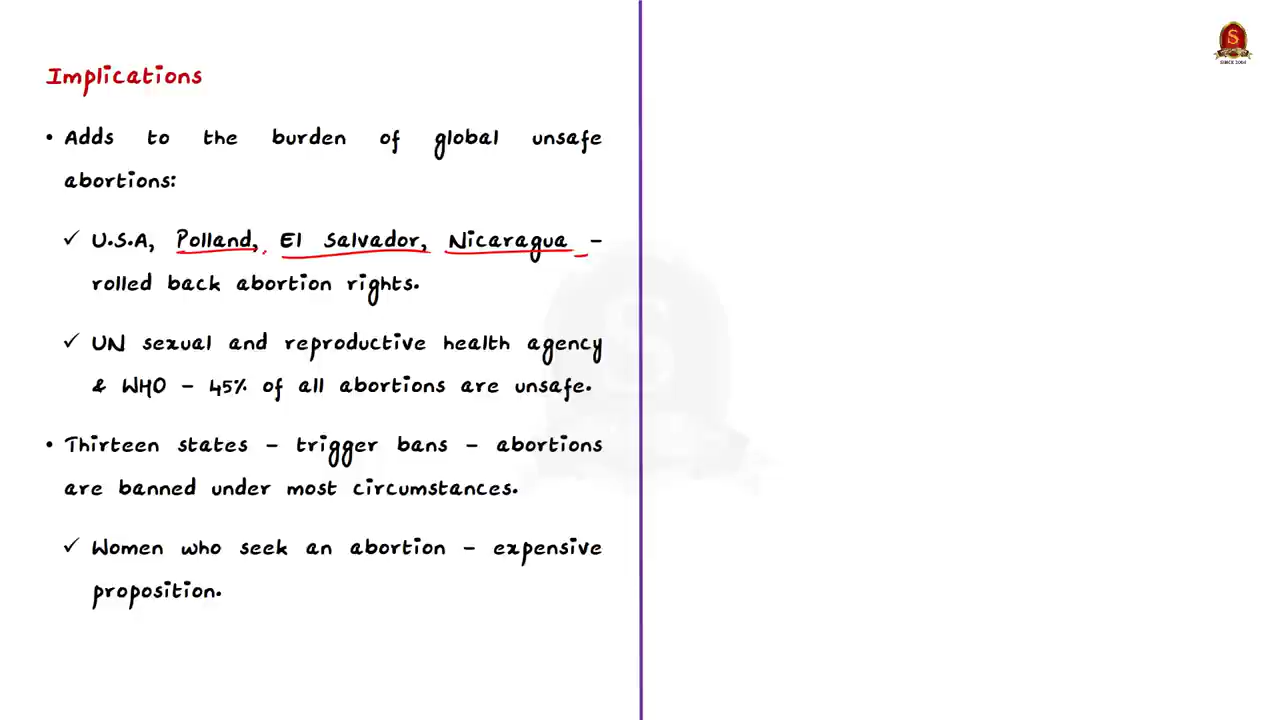 Implications
• Adds to the burden of global unsafe
abortions:
✓ U.S.A, Polland, El Salvador, Nicaragua –
rolled back abortion rights.
✓ UN sexual and reproductive health agency
& WHO – 45% of all abortions are unsafe.
• Thirteen states – trigger bans – abortions
are banned under most circumstances.
✓ Women who seek an abortion – expensive
proposition.
S
SINCE 2004
S